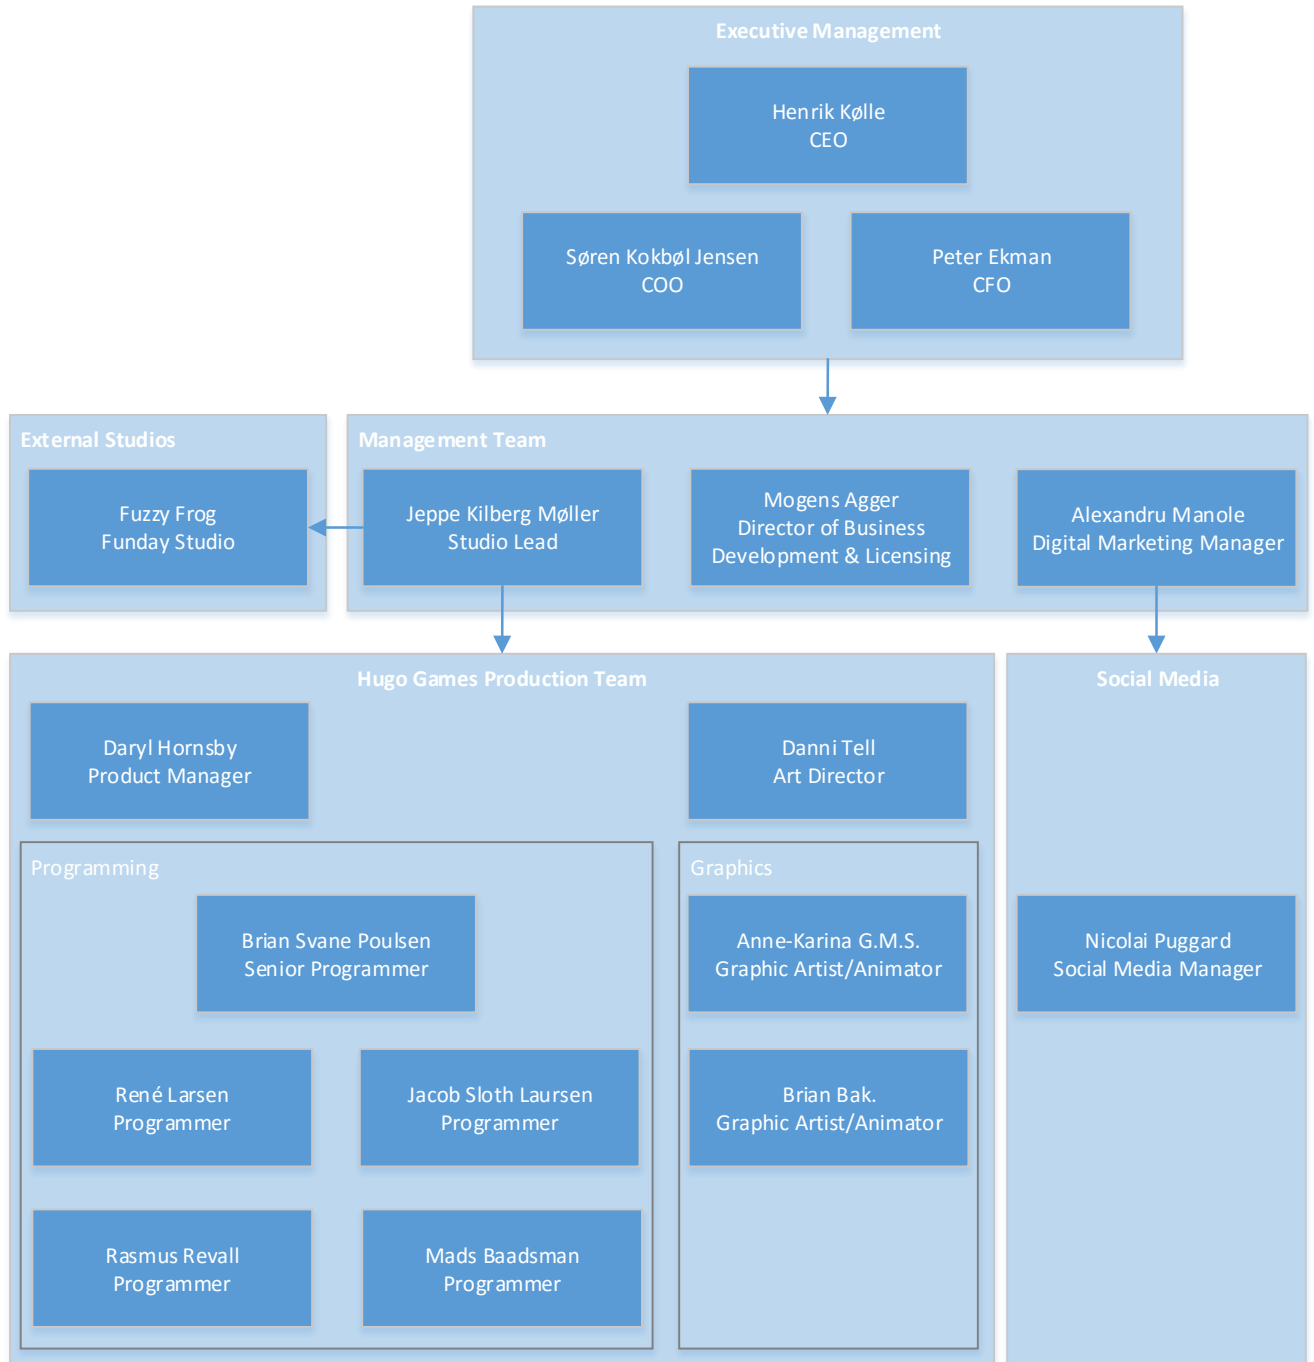 Executive Management
Henrik Kølle
CEO
Søren Kokbøl Jensen
COO
Peter Ekman
CFO
External Studios
Fuzzy Frog
Funday Studio
Management Team
Jeppe Kilberg Møller
Studio Lead
Mogens Agger
Director of Business
Development & Licensing
Alexandru Manole
Digital Marketing Manager
Hugo Games Production Team
Daryl Hornsby
Product Manager
Danni Tell
Art Director
Programming
Brian Svane Poulsen
Senior Programmer
René Larsen
Programmer
Jacob Sloth Laursen
Programmer
Rasmus Revall
Programmer
Mads Baadsman
Programmer
Graphics
Anne-Karina G.M.S.
Graphic Artist/Animator
Brian Bak.
Graphic Artist/Animator
Social Media
Nicolai Puggard
Social Media Manager